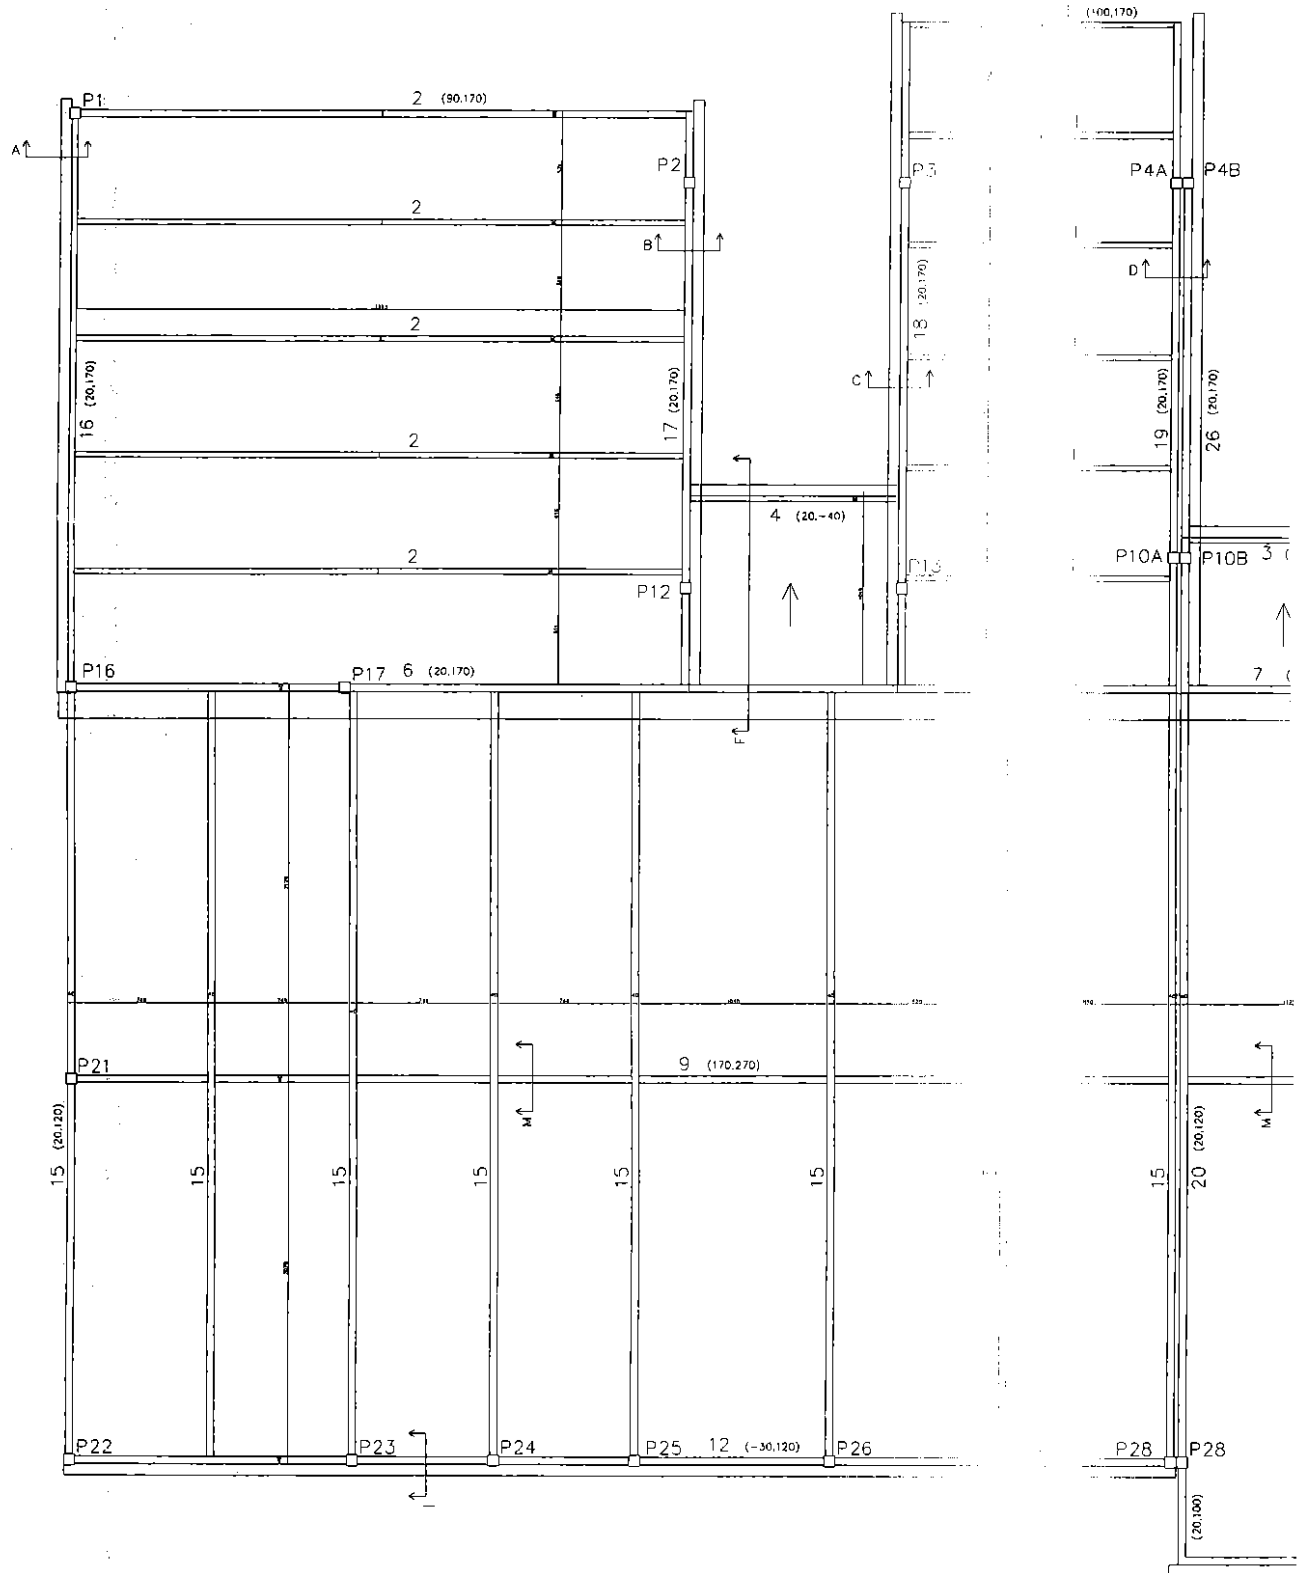 (100,170)
P1
2 (90,170)
A
P2
P3
P4A
P4B
2
B
D
18 (20,170)
2
C
16 (20,170)
17 (20,170)
19 (20,170)
26 (20,170)
2
4 (20,-40)
2
P12
P13
P10A
P10B
3 (
P16
P17
6 (20,170)
7 (
F
P21
9 (170,270)
M
M
15 (20,120)
15
15
15
15
15
15
20 (20,120)
P22
P23
P24
P25
12 (-30,120)
P26
P28
P28
I
(20,100)